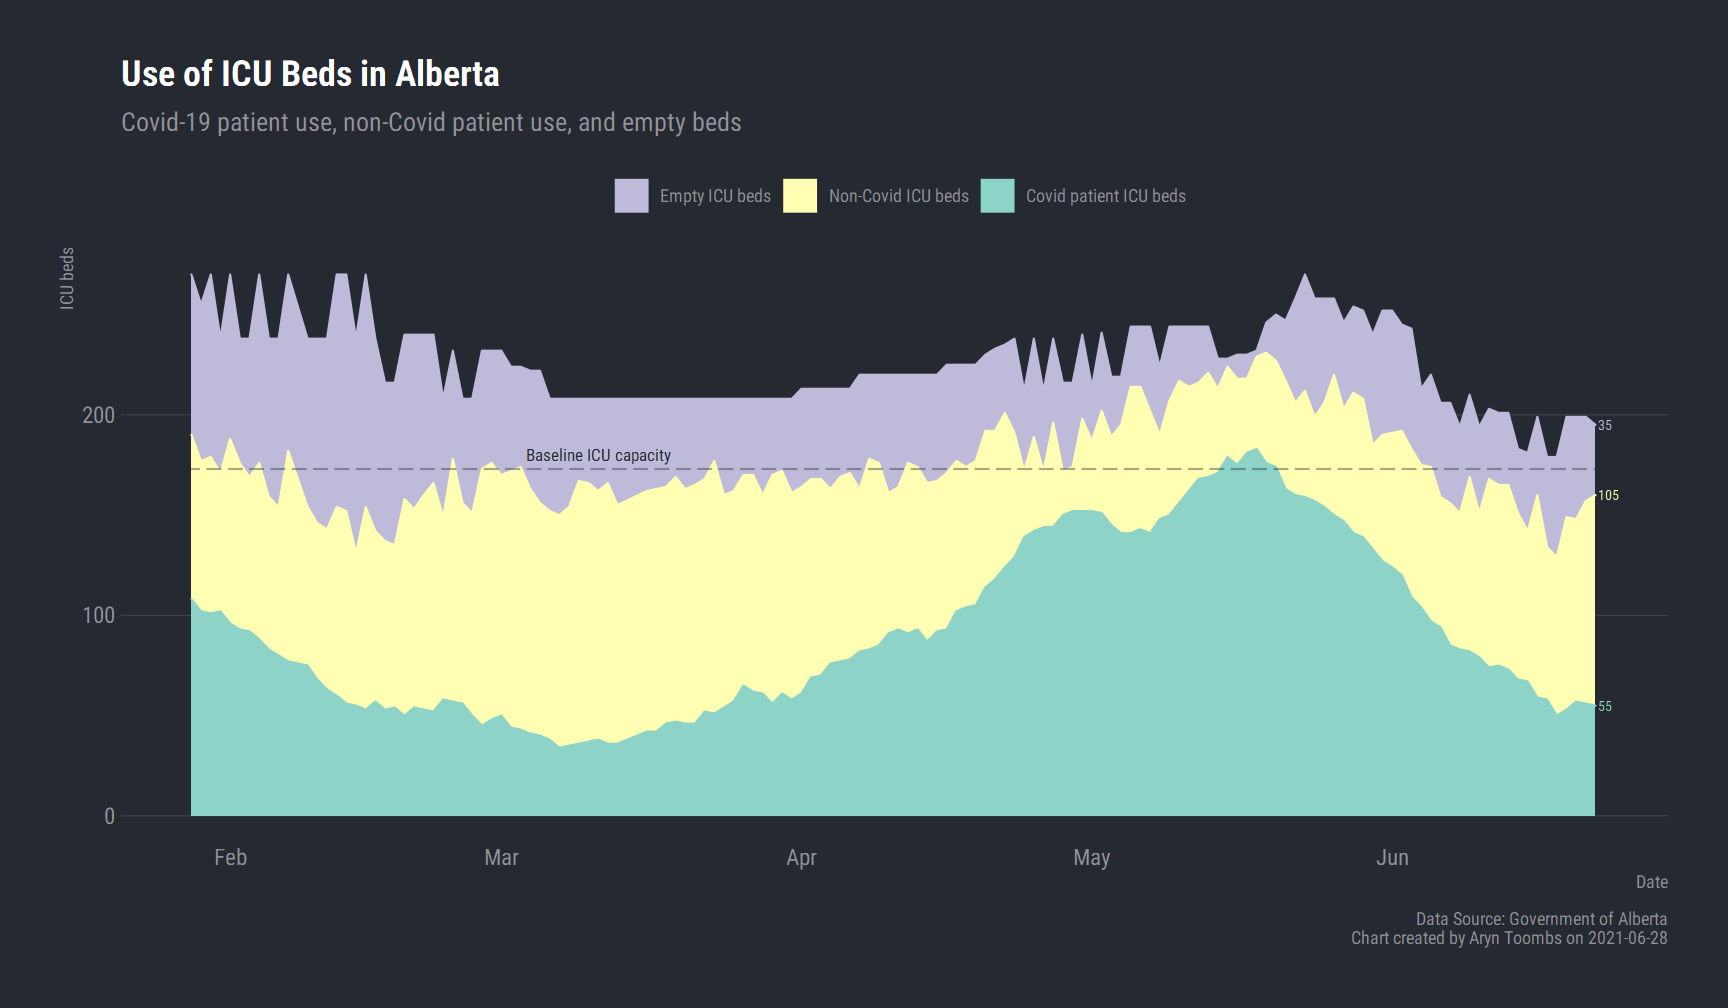 Use of ICU Beds in Alberta
Covid-19 patient use, non-Covid patient use, and empty beds
Empty ICU beds Non-Covid ICU beds Covid patient ICU beds
ICU beds
200
100
0
Baseline ICU capacity
35
105
55
Feb Mar Apr May Jun
Date
Data Source: Government of Alberta
Chart created by Aryn Toombs on 2021-06-28